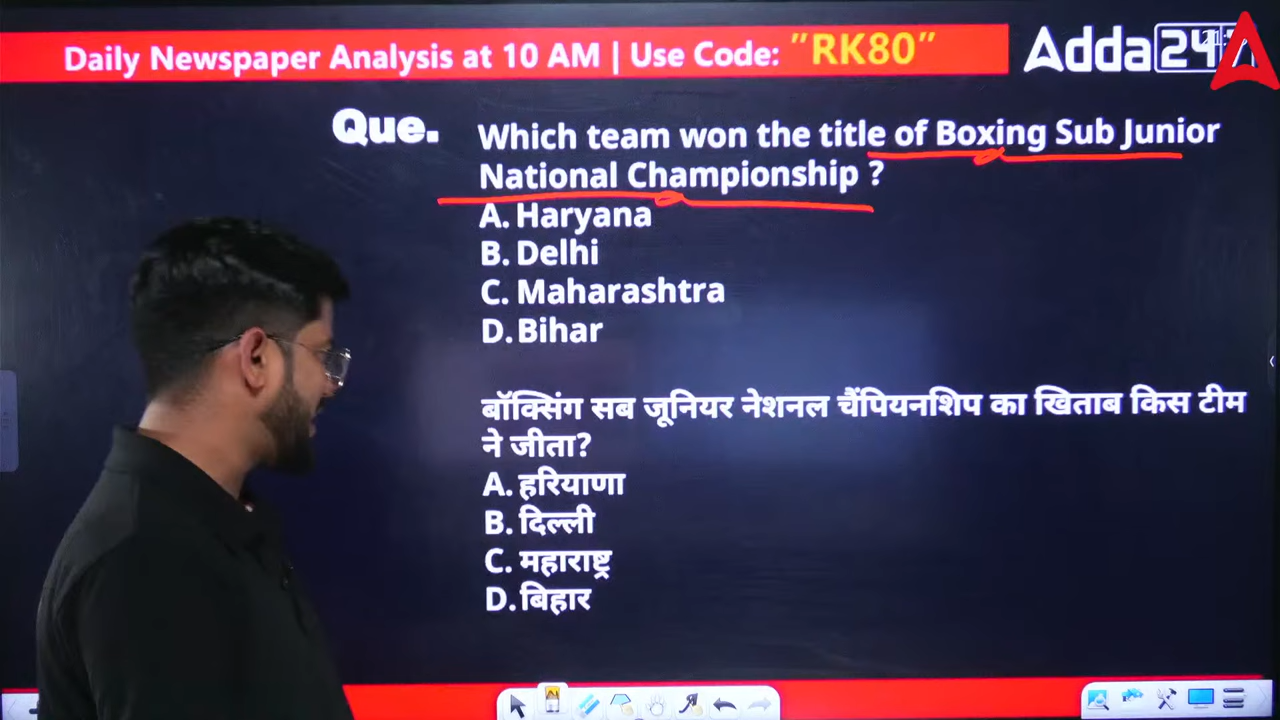 Daily Newspaper Analysis at 10 AM | Use Code: "RK80"
Adda247
Que.
Which team won the title of Boxing Sub Junior
National Championship ?
A. Haryana
B. Delhi
C. Maharashtra
D. Bihar
बॉक्सिंग सब जूनियर नेशनल चैंपियनशिप का खिताब किस टीम
ने जीता?
A. हरियाणा
B. दिल्ली
C. महाराष्ट्र
D. बिहार